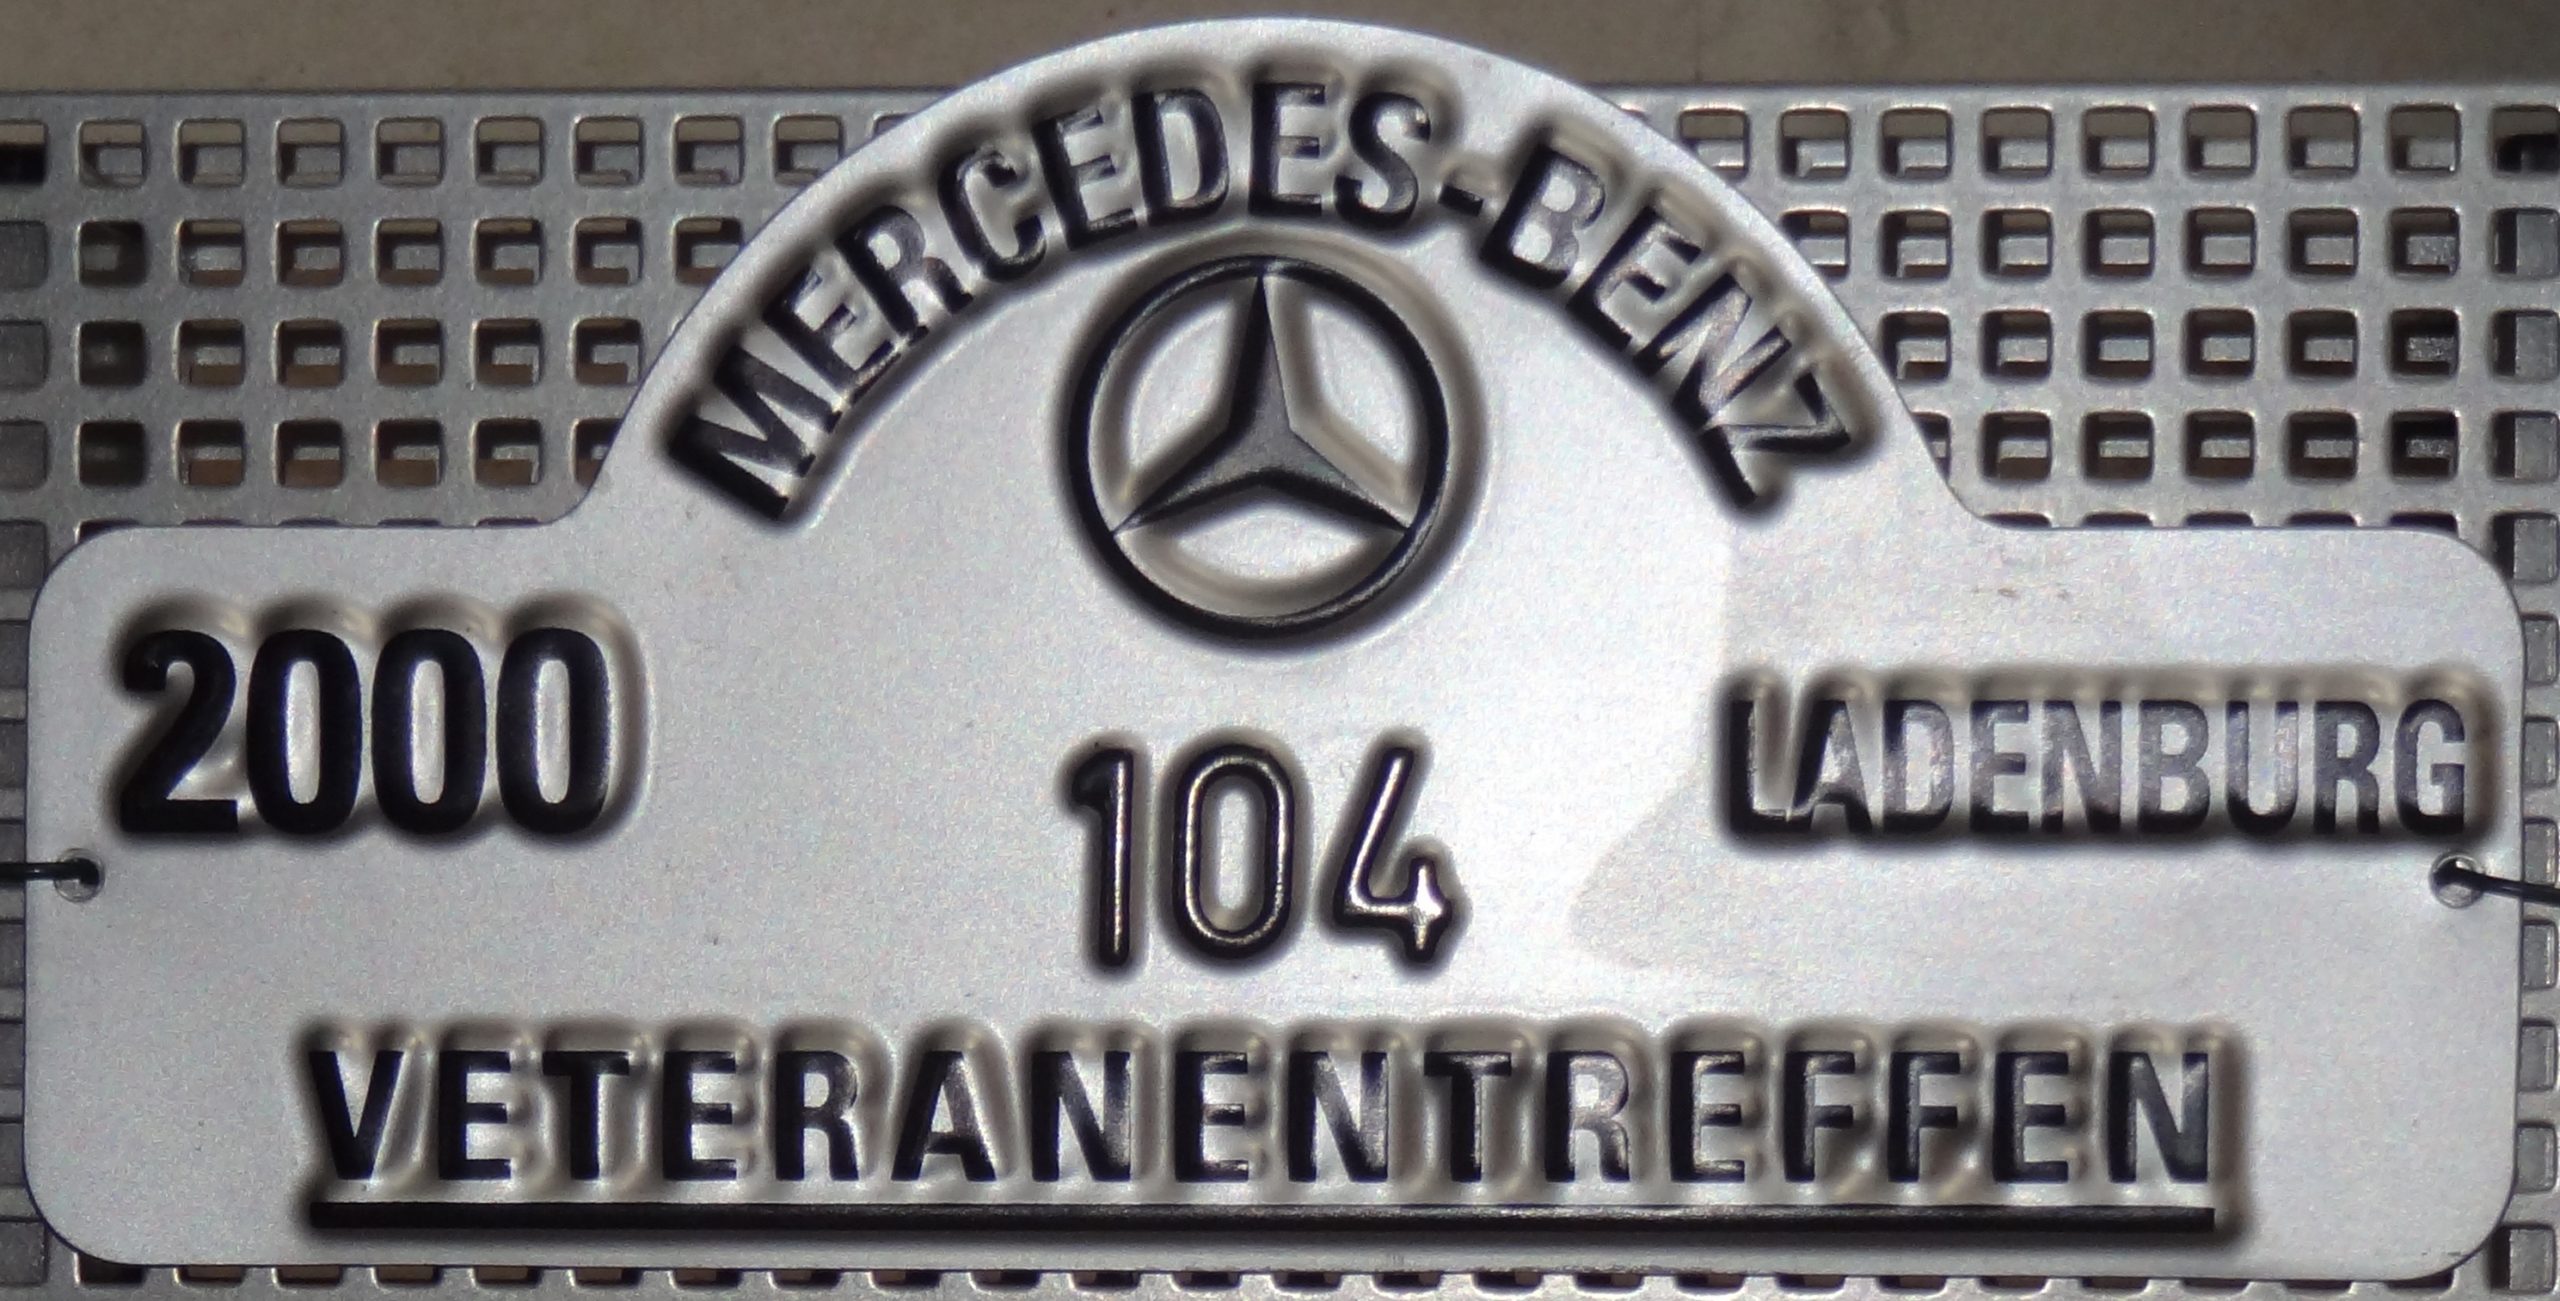 MERCEDES-BENZ
2000
LADENBURG
104
VETERANENTREFFEN